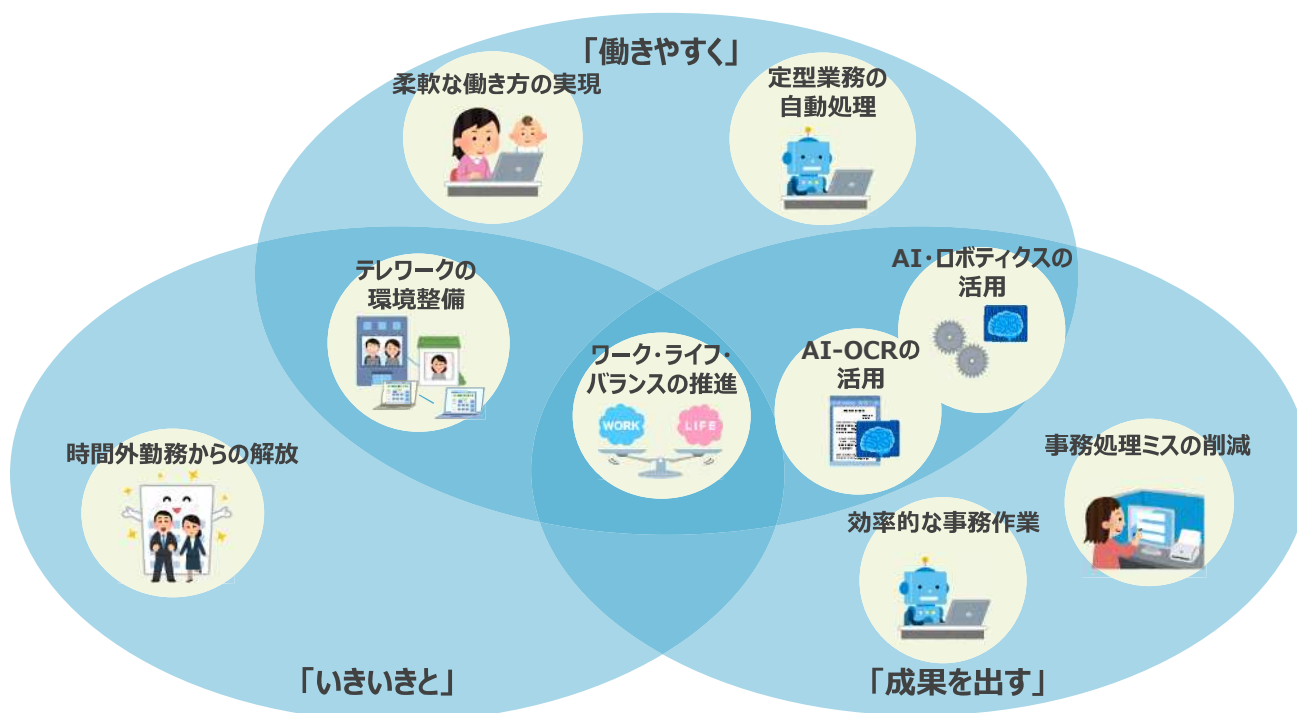 「働きやすく」
柔軟な働き方の実現
定型業務の
自動処理
テレワークの
環境整備
AI・ロボティクスの
活用
ワーク・ライフ・
バランスの推進
WORK
LIFE
AI-OCRの
活用
時間外勤務からの解放
事務処理ミスの削減
効率的な事務作業
「いきいきと」
「成果を出す」